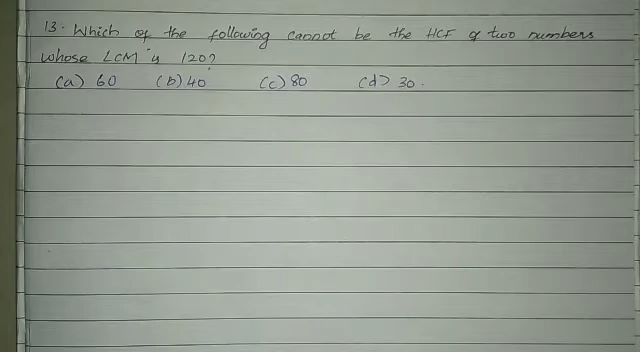 13. Which of the following cannot be the HCF of two numbers
whose LCM is 120?
(a) 60 (b) 40 (c) 80 (d) 30.